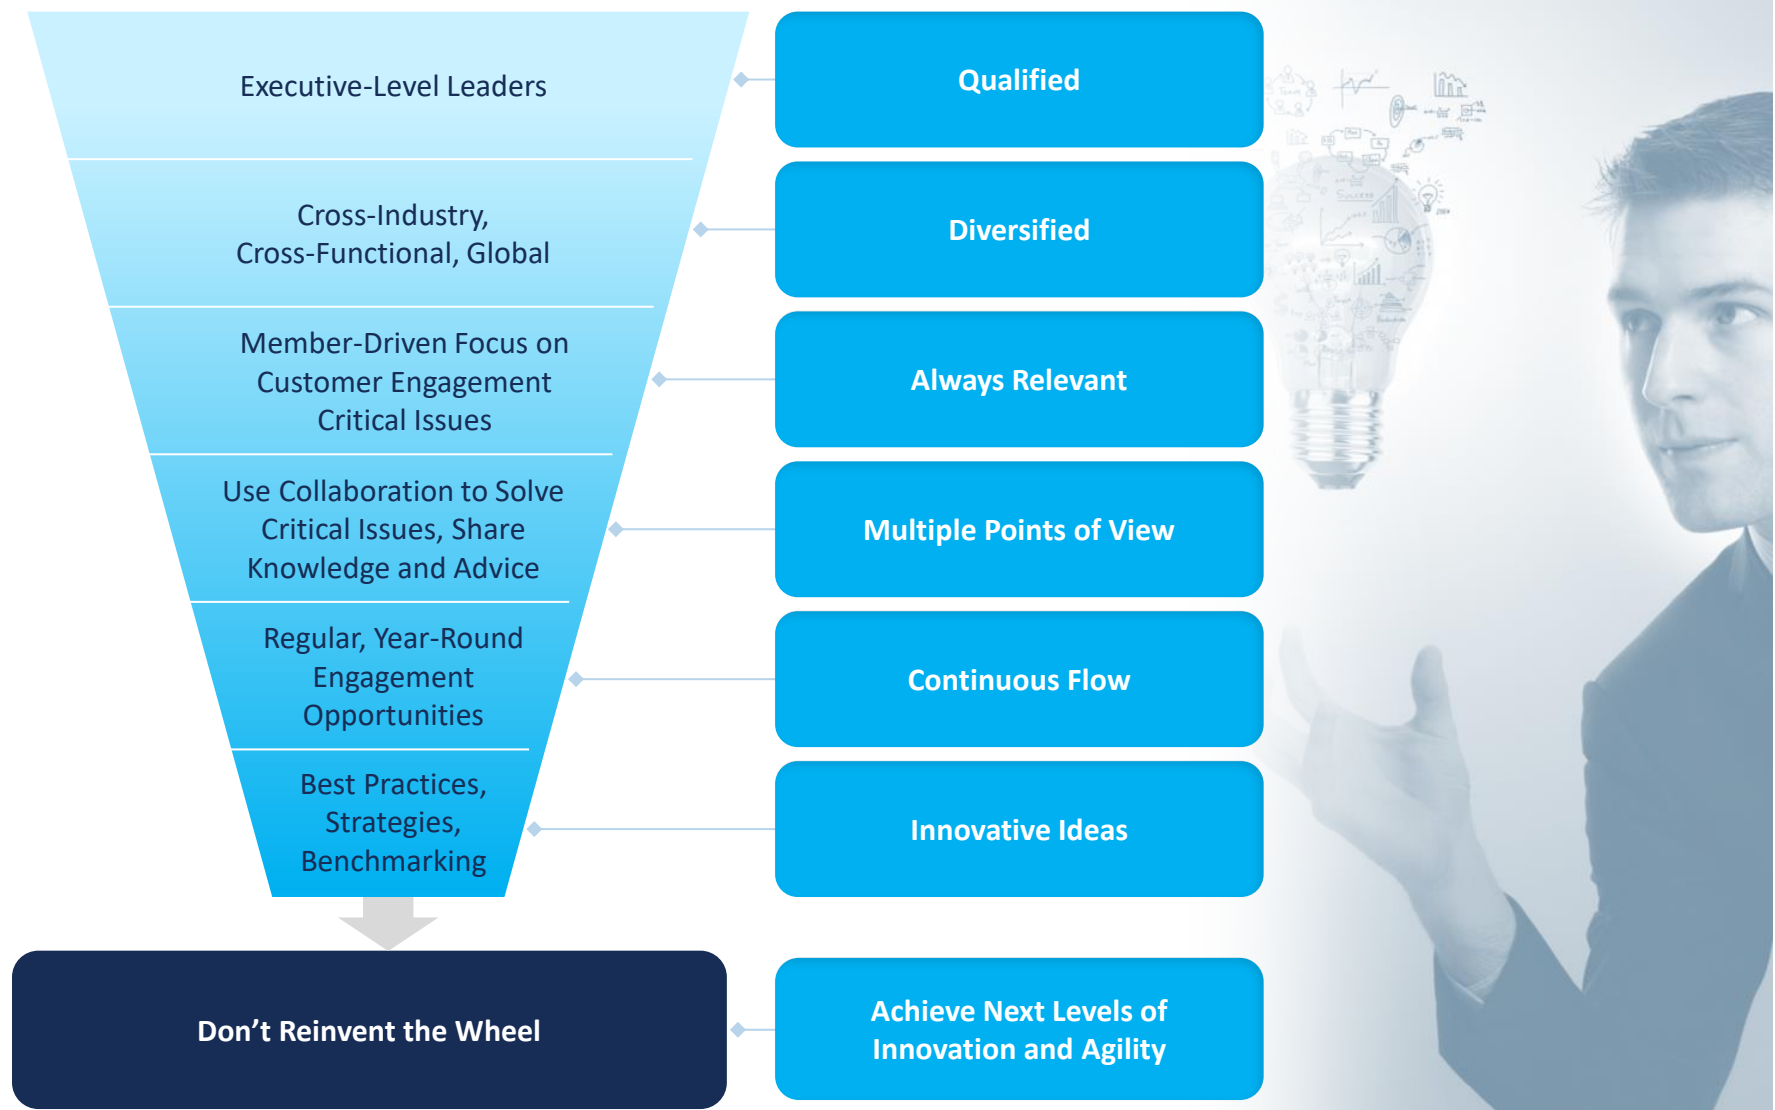 Executive-Level Leaders
Qualified
Cross-Industry,
Cross-Functional, Global
Diversified
Member-Driven Focus on
Customer Engagement
Critical Issues
Always Relevant
Use Collaboration to Solve
Critical Issues, Share
Knowledge and Advice
Multiple Points of View
Regular, Year-Round
Engagement
Opportunities
Continuous Flow
Best Practices,
Strategies,
Benchmarking
Innovative Ideas
Don’t Reinvent the Wheel
Achieve Next Levels of
Innovation and Agility
Team
Success